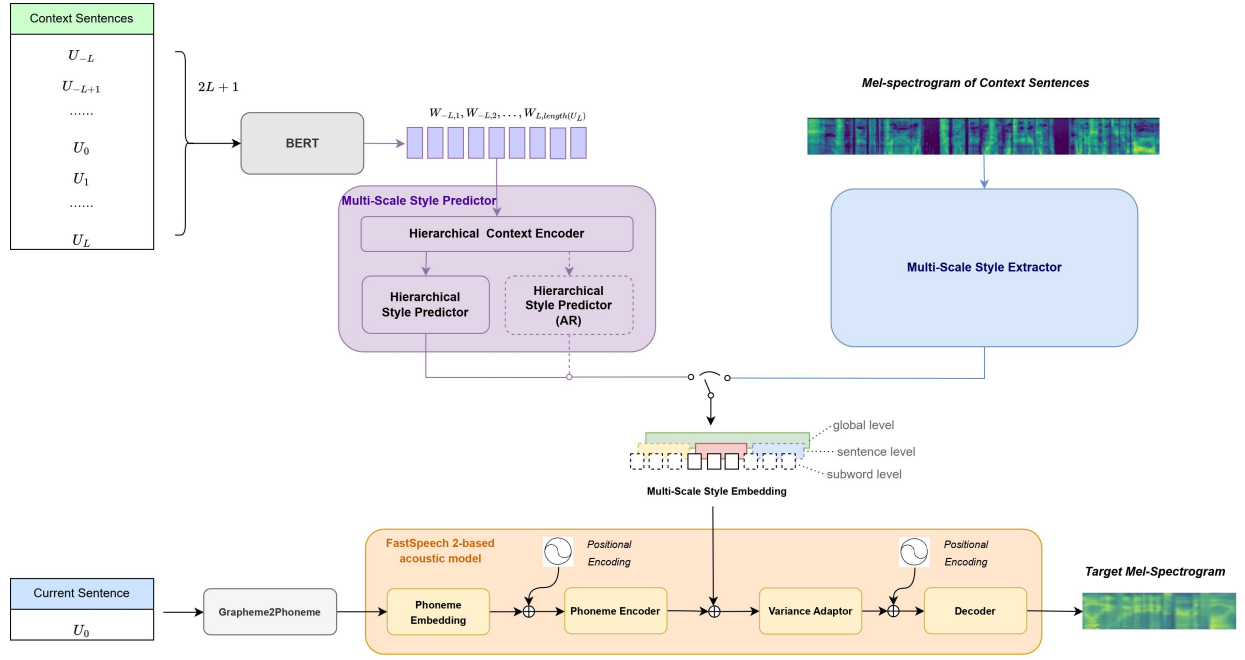 Context Sentences
U_{-L}
U_{-L+1}
......
U_0
U_1
......
U_L
2L + 1
BERT
W_{-L,1}, W_{-L,2}, ..., W_{L,length(U_L)}
Mel-spectrogram of Context Sentences
Multi-Scale Style Predictor
Hierarchical Context Encoder
Hierarchical
Style Predictor
Hierarchical
Style Predictor
(AR)
Multi-Scale Style Extractor
global level
sentence level
subword level
Multi-Scale Style Embedding
FastSpeech 2-based
acoustic model
Positional
Encoding
Positional
Encoding
Current Sentence
U_0
Grapheme2Phoneme
Phoneme
Embedding
Phoneme Encoder
Variance Adaptor
Decoder
Target Mel-Spectrogram